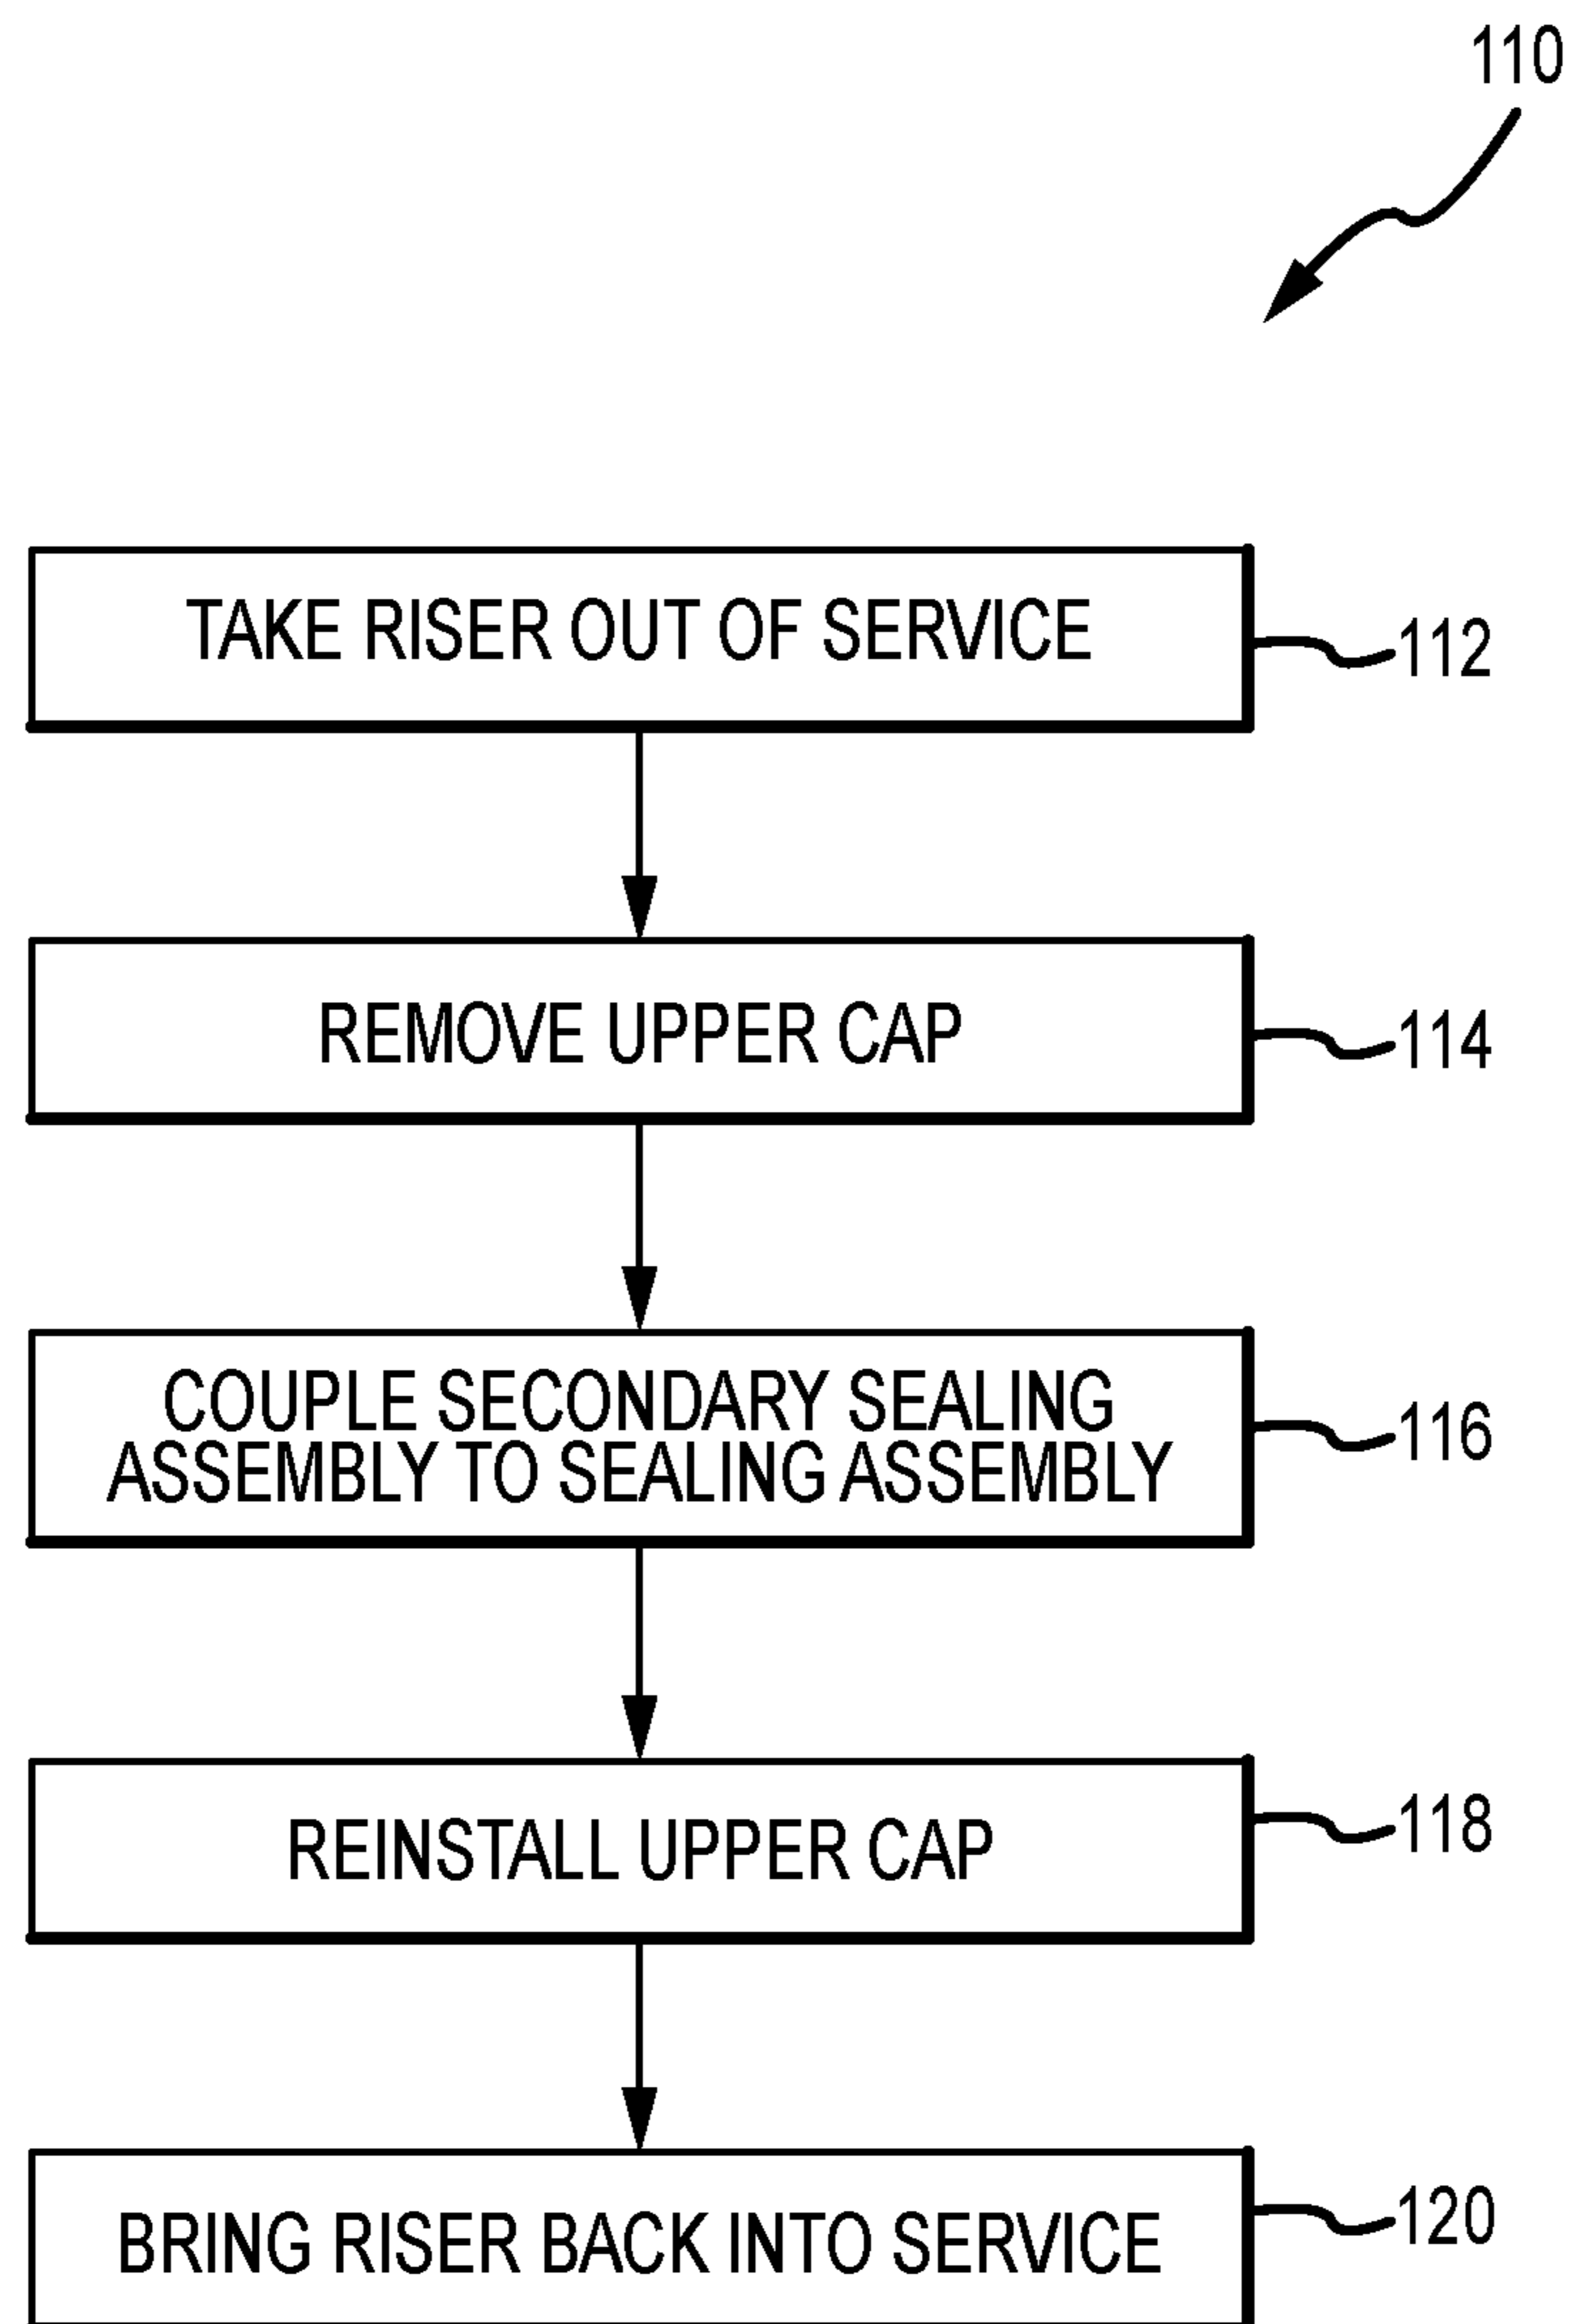 110
TAKE RISER OUT OF SERVICE
112
REMOVE UPPER CAP
114
COUPLE SECONDARY SEALING
ASSEMBLY TO SEALING ASSEMBLY
116
REINSTALL UPPER CAP
118
BRING RISER BACK INTO SERVICE
120